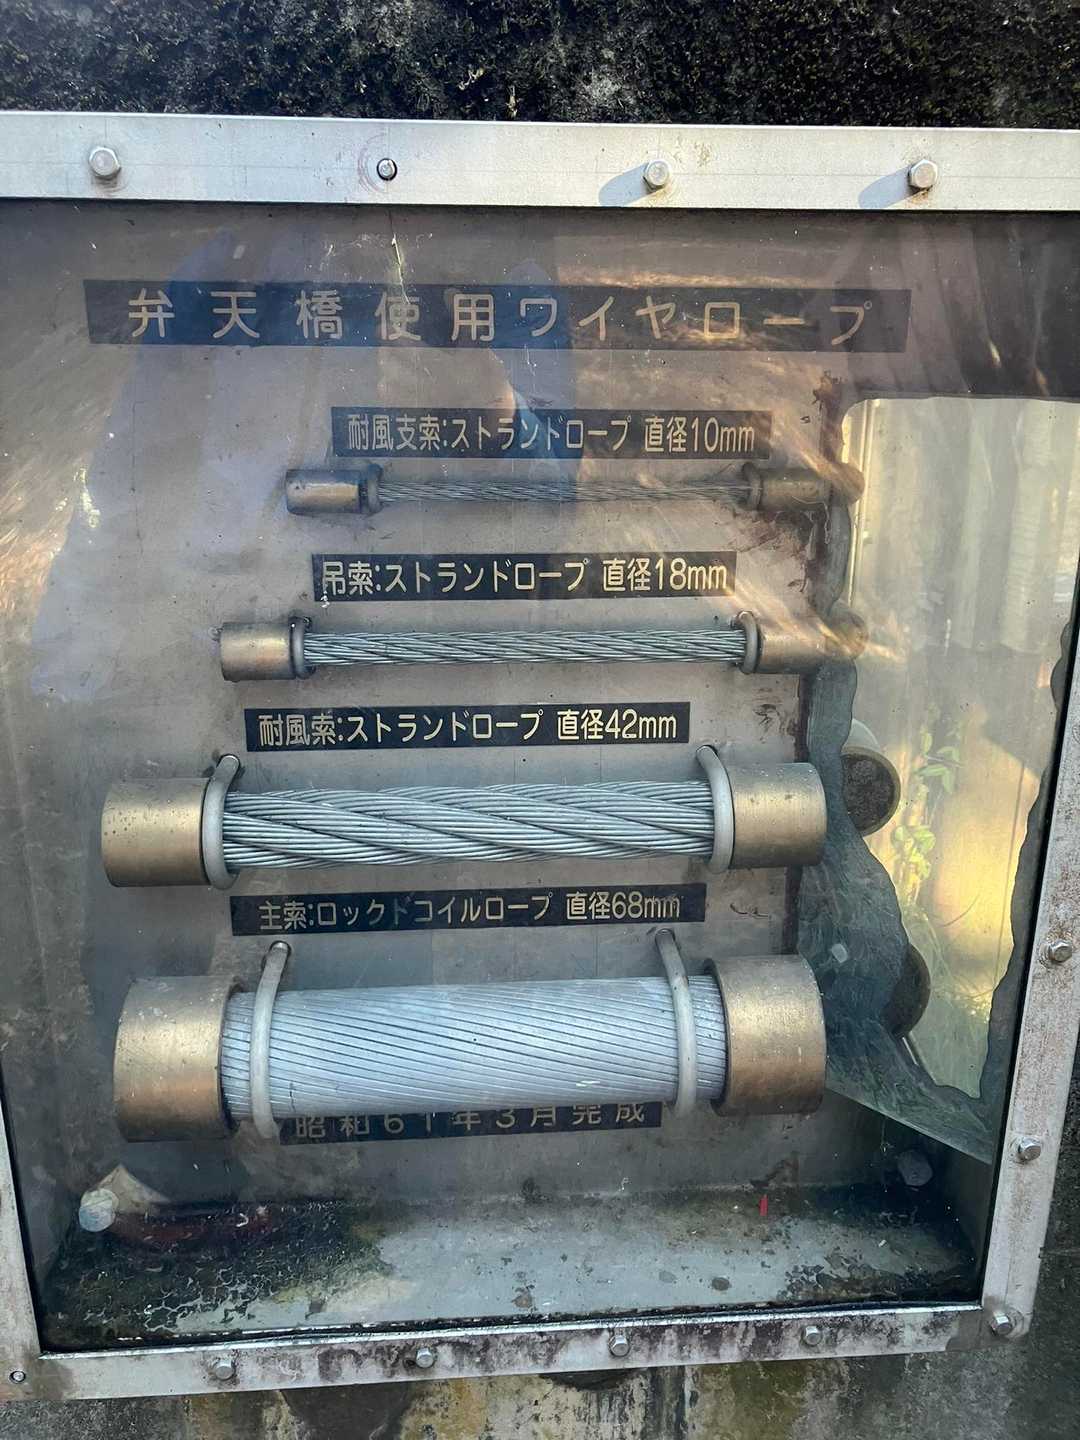 弁天橋使用ワイヤロープ
耐風支索:ストランドロープ 直径10mm
吊索:ストランドロープ 直径18mm
耐風索:ストランドロープ 直径42mm
主索:ロックドコイルロープ 直径68mm
昭和61年3月完成